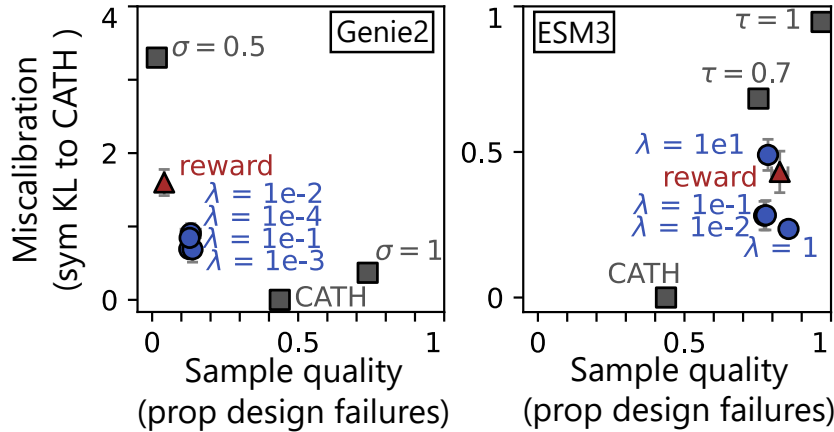 Miscalibration
(sym KL to CATH )
4
2
0
Genie2
σ = 0.5
reward
λ = 1e-2
λ = 1e-4
λ = 1e-1
λ = 1e-3
σ = 1
CATH
0
0.5
1
Sample quality
(prop design failures)
1
0.5
0
ESM3
τ = 1
τ = 0.7
λ = 1e1
reward
λ = 1e-1
λ = 1e-2
λ = 1
CATH
0
0.5
1
Sample quality
(prop design failures)